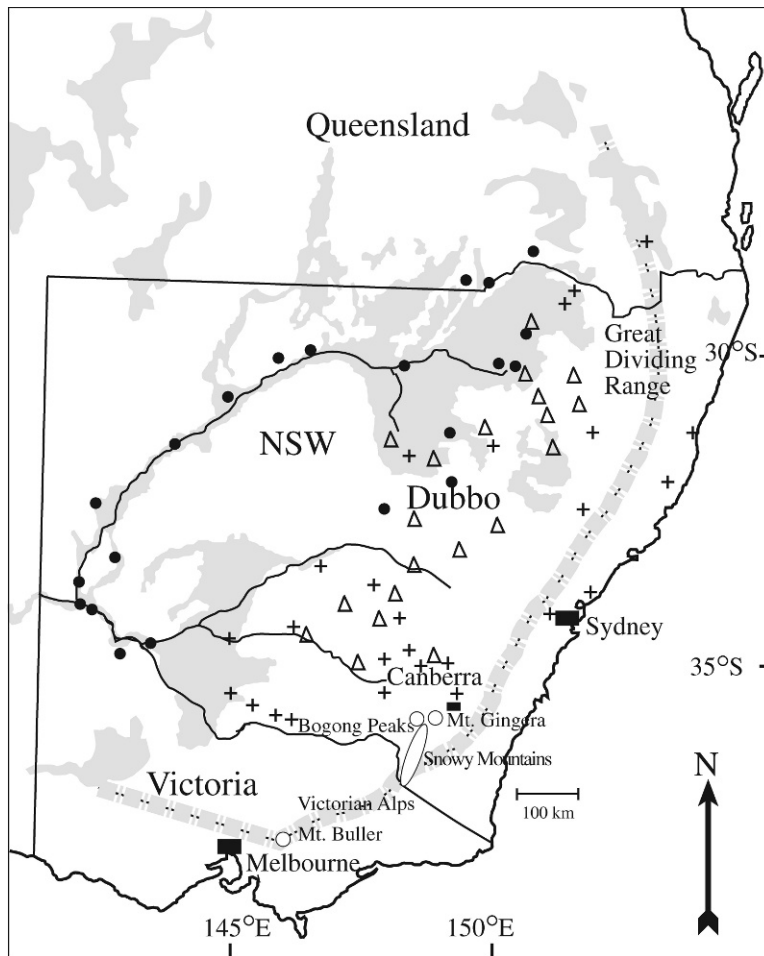 Queensland
Great
Dividing
Range
30°S
NSW
Dubbo
Sydney
35°S
Canberra
Bogong Peaks
Mt. Gingera
Snowy Mountains
Victoria
Victorian Alps
100 km
N
Mt. Buller
Melbourne
145°E
150°E